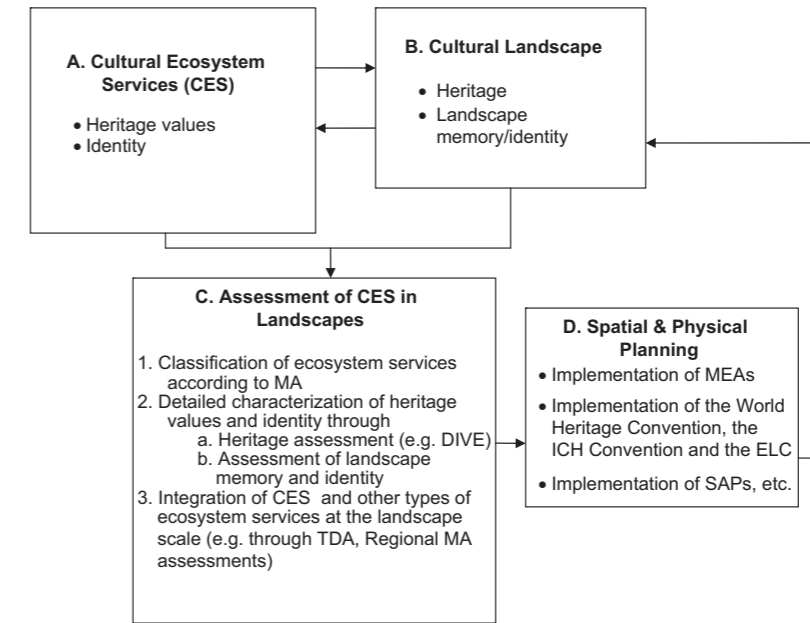 A. Cultural Ecosystem
Services (CES)
• Heritage values
• Identity
B. Cultural Landscape
• Heritage
• Landscape
memory/identity
C. Assessment of CES in
Landscapes
1. Classification of ecosystem services
according to MA
2. Detailed characterization of heritage
values and identity through
a. Heritage assessment (e.g. DIVE)
b. Assessment of landscape
memory and identity
3. Integration of CES and other types of
ecosystem services at the landscape
scale (e.g. through TDA, Regional MA
assessments)
D. Spatial & Physical
Planning
• Implementation of MEAs
• Implementation of the World
Heritage Convention, the
ICH Convention and the ELC
• Implementation of SAPs, etc.